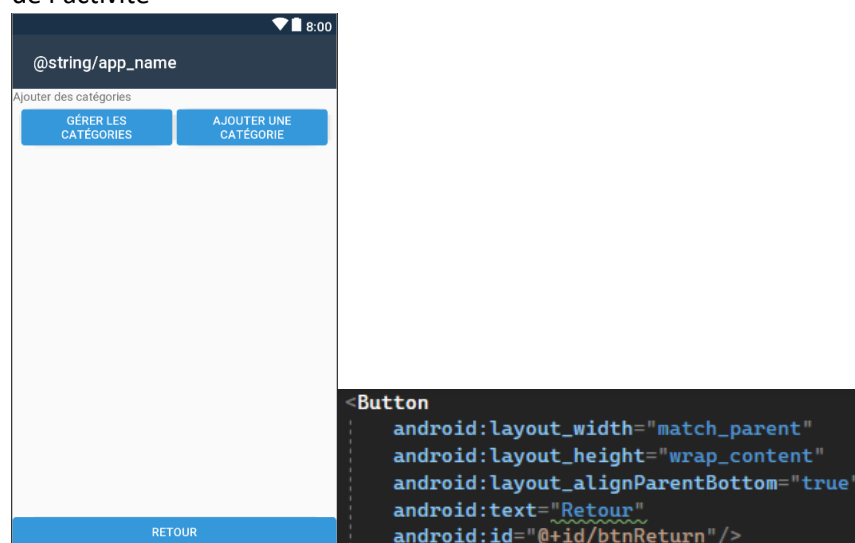 de l'activité
8:00
@string/app_name
Ajouter des catégories
GÉRER LES
CATÉGORIES
AJOUTER UNE
CATÉGORIE
RETOUR
<Button
android:layout_width="match_parent"
android:layout_height="wrap_content"
android:layout_alignParentBottom="true"
android:text="Retour"
android:id="@+id/btnReturn"/>